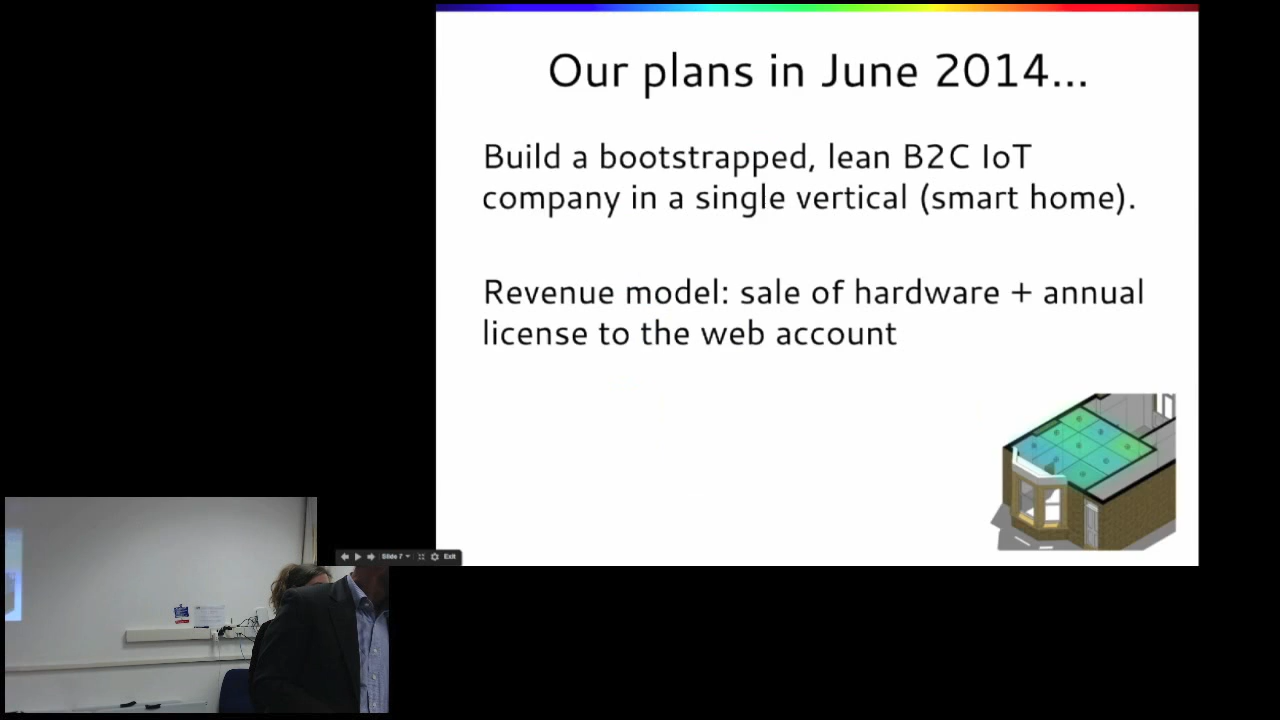 Our plans in June 2014...
Build a bootstrapped, lean B2C IoT
company in a single vertical (smart home).
Revenue model: sale of hardware + annual
license to the web account
Slide 7
Exit